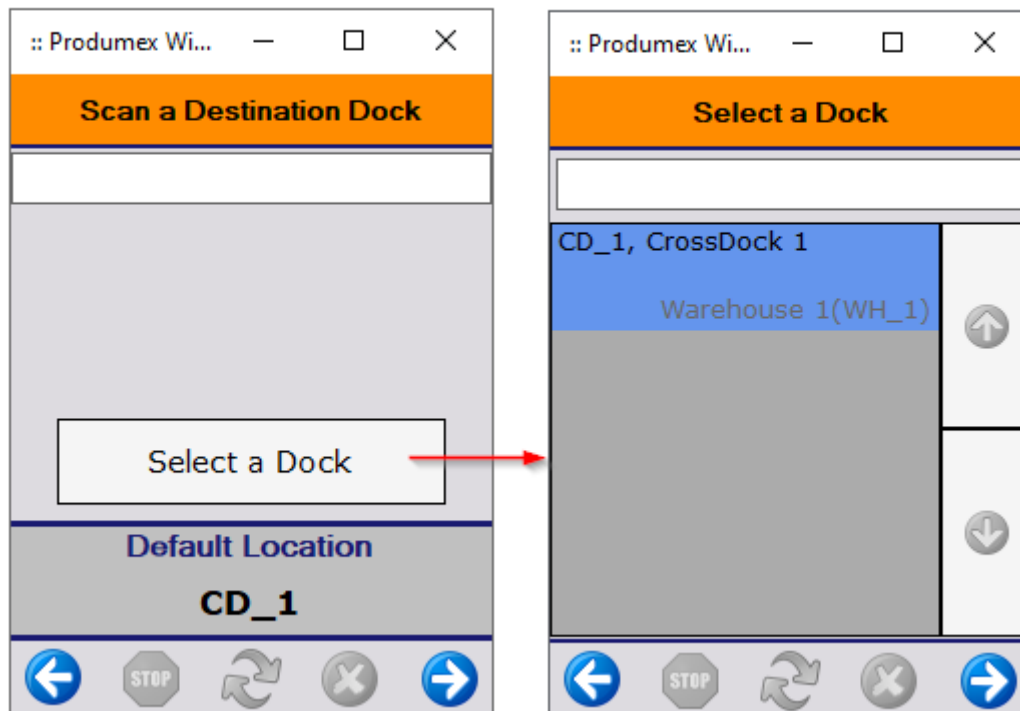 :: Produmex Wi...
Scan a Destination Dock
Select a Dock
Default Location
CD_1
STOP
:: Produmex Wi...
Select a Dock
CD_1, CrossDock 1
Warehouse 1(WH_1)
STOP